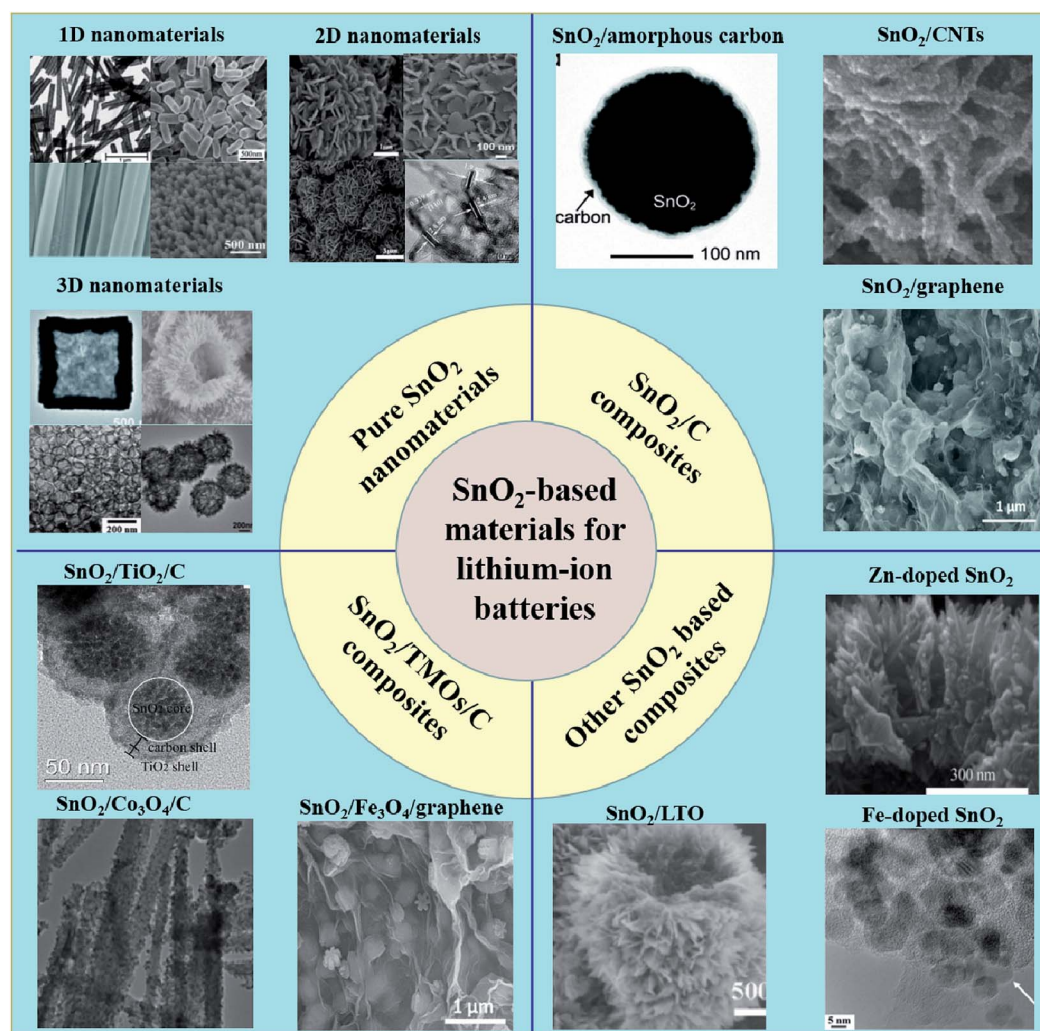 1D nanomaterials
2D nanomaterials
1 μm
500nm
500 nm
1μm
100 nm
3D nanomaterials
200 nm
200nm
SnO₂/amorphous carbon
carbon
SnO₂
100 nm
SnO₂/CNTs
SnO₂/graphene
1 μm
Pure SnO₂
nanomaterials
SnO₂/C
composites
SnO₂-based
materials for
lithium-ion
batteries
SnO₂/TMOs/C
composites
Other SnO₂ based
composites
SnO₂/TiO₂/C
SnO₂ core
carbon shell
TiO₂ shell
50 nm
SnO₂/Co₃O₄/C
SnO₂/Fe₃O₄/graphene
1 μm
SnO₂/LTO
500
Zn-doped SnO₂
300 nm
Fe-doped SnO₂
5 nm